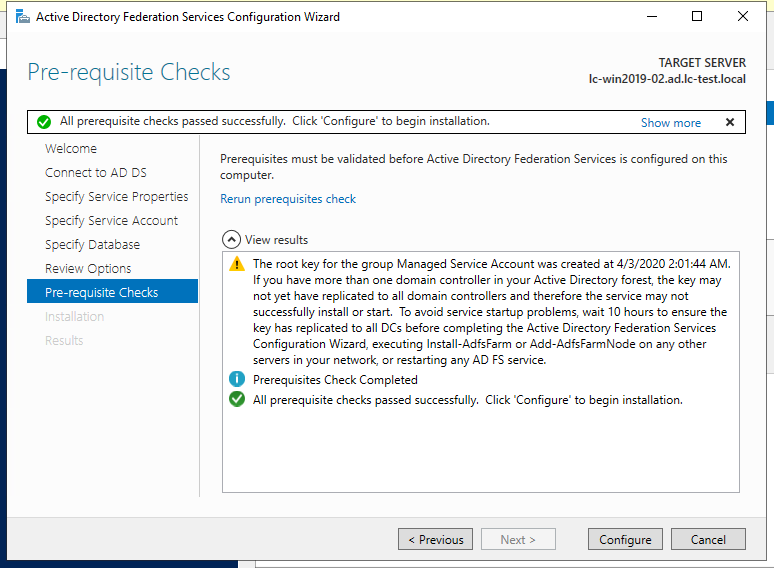 Active Directory Federation Services Configuration Wizard
Pre-requisite Checks
TARGET SERVER
lc-win2019-02.ad.lc-test.local
All prerequisite checks passed successfully.  Click 'Configure' to begin installation.
Show more
Welcome
Connect to AD DS
Specify Service Properties
Specify Service Account
Specify Database
Review Options
Pre-requisite Checks
Installation
Results
Prerequisites must be validated before Active Directory Federation Services is configured on this
computer.
Rerun prerequisites check
View results
The root key for the group Managed Service Account was created at 4/3/2020 2:01:44 AM.
If you have more than one domain controller in your Active Directory forest, the key may
not yet have replicated to all domain controllers and therefore the service may not
successfully install or start.  To avoid service startup problems, wait 10 hours to ensure the
key has replicated to all DCs before completing the Active Directory Federation Services
Configuration Wizard, executing Install-AdfsFarm or Add-AdfsFarmNode on any other
servers in your network, or restarting any AD FS service.
Prerequisites Check Completed
All prerequisite checks passed successfully.  Click 'Configure' to begin installation.
< Previous
Next >
Configure
Cancel